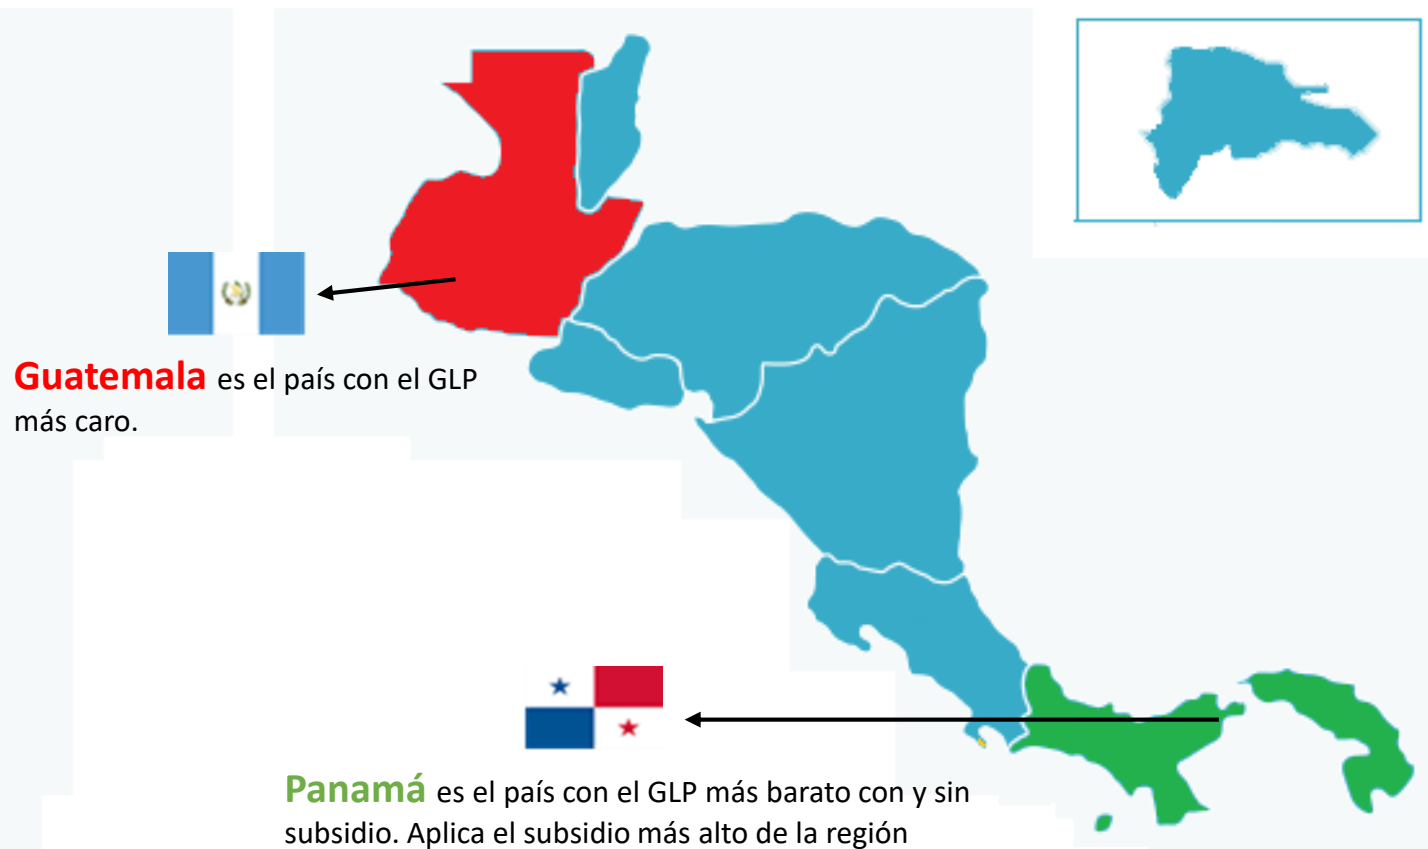 Guatemala es el país con el GLP
más caro.
Panamá es el país con el GLP más barato con y sin
subsidio. Aplica el subsidio más alto de la región